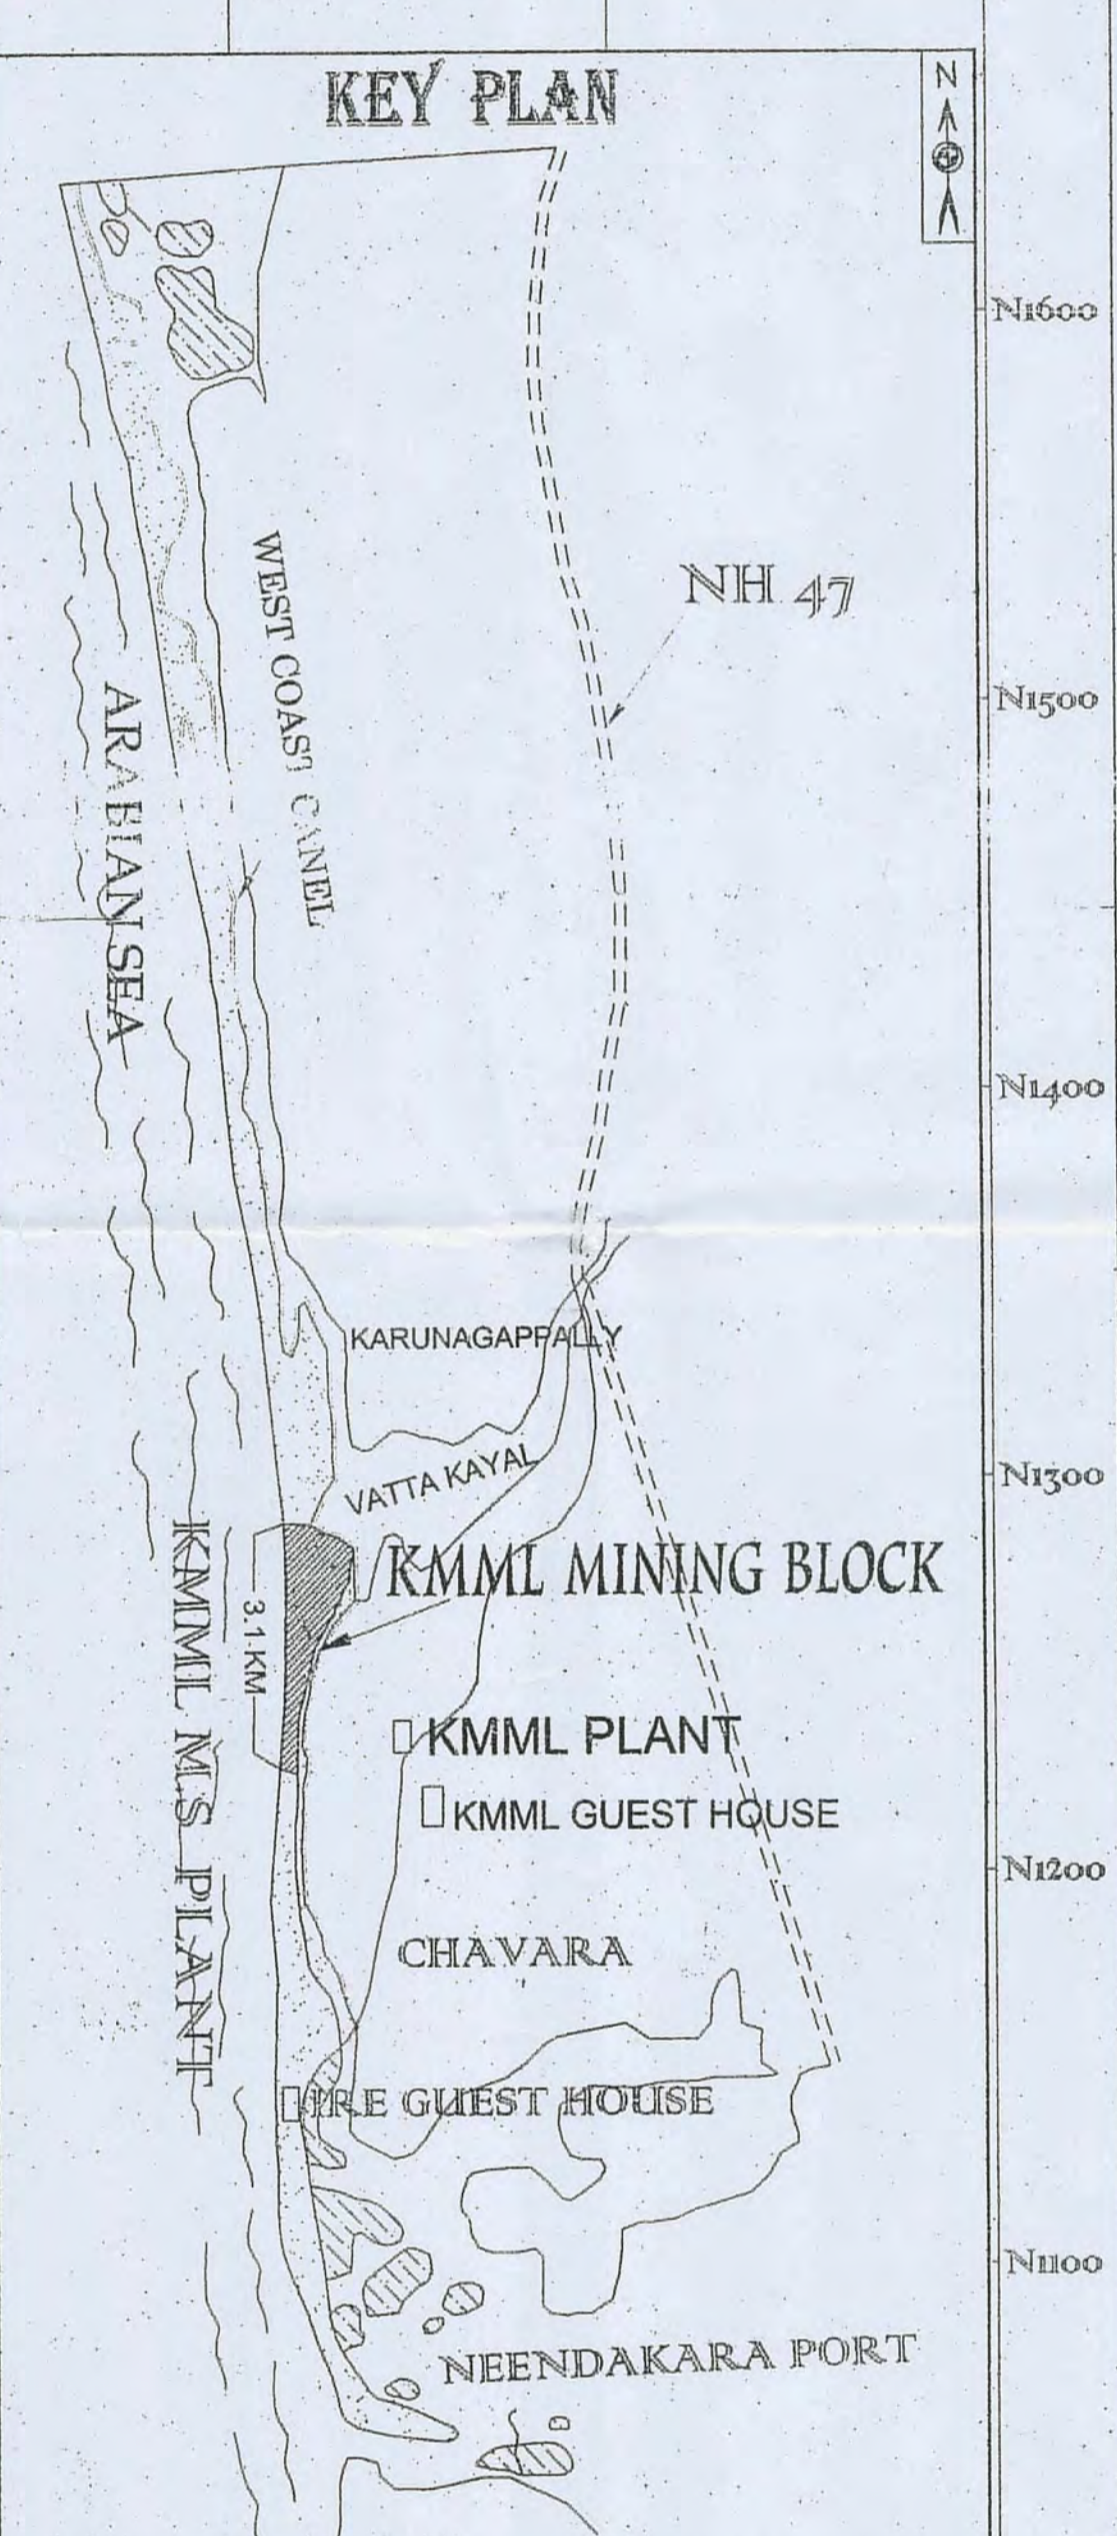 KEY PLAN
N
N1600
WEST COAST CANEL
NH 47
N1500
ARABIAN SEA
N1400
KARUNAGAPPALLY
VATTA KAYAL
N1300
KMML MINING BLOCK
3.1 KM
KMML M.S PLANT
KMML PLANT
KMML GUEST HOUSE
N1200
CHAVARA
IRE GUEST HOUSE
N1100
NEENDAKARA PORT